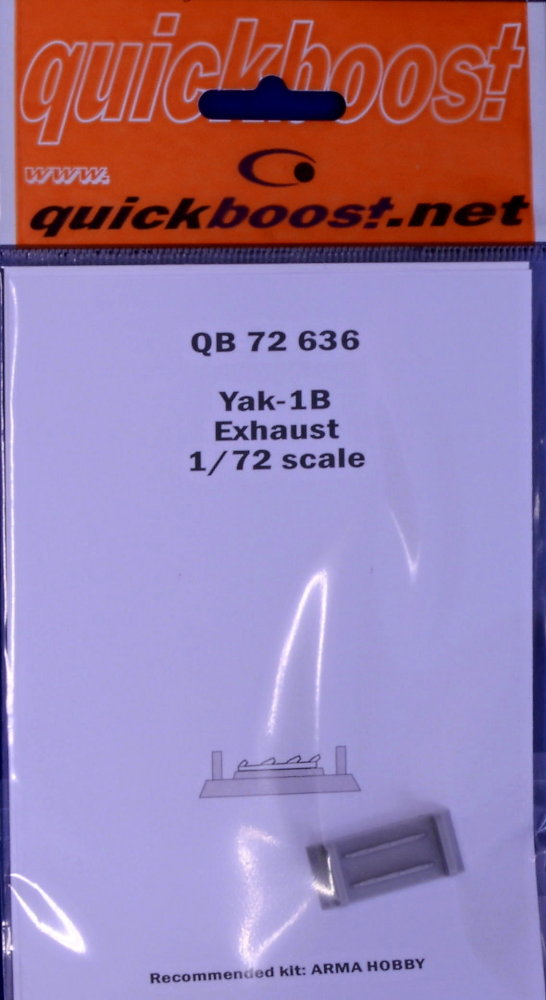 quickboost
www.
quickboost.net
QB 72 636
Yak-1B
Exhaust
1/72 scale
Recommended kit: ARMA HOBBY